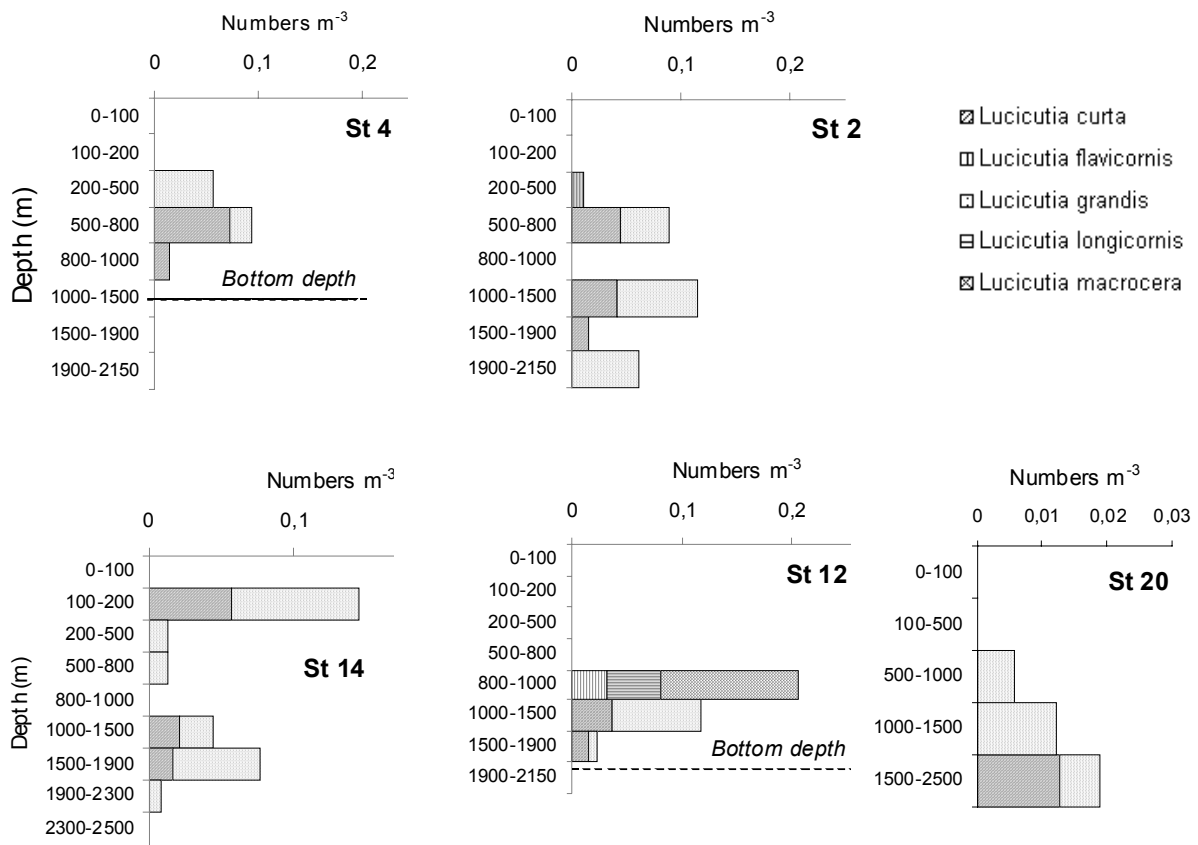 Numbers m-3
0 0,1 0,2
St 4
Depth (m)
0-100
100-200
200-500
500-800
800-1000
1000-1500
1500-1900
1900-2150
Bottom depth
Numbers m-3
0 0,1 0,2
St 2
0-100
100-200
200-500
500-800
800-1000
1000-1500
1500-1900
1900-2150
Lucicutia curta
Lucicutia flavicornis
Lucicutia grandis
Lucicutia longicornis
Lucicutia macrocera
Numbers m-3
0 0,1
St 14
Depth (m)
0-100
100-200
200-500
500-800
800-1000
1000-1500
1500-1900
1900-2300
2300-2500
Numbers m-3
0 0,1 0,2
St 12
0-100
100-200
200-500
500-800
800-1000
1000-1500
1500-1900
1900-2150
Bottom depth
Numbers m-3
0 0,01 0,02 0,03
St 20
0-100
100-500
500-1000
1000-1500
1500-2500